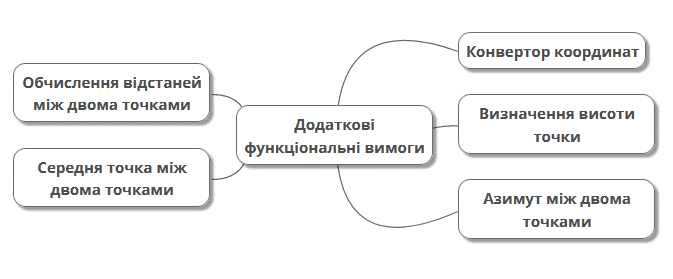 Обчислення відстаней
між двома точками
Середня точка між
двома точками
Додаткові
функціональні вимоги
Конвертор координат
Визначення висоти
точки
Азимут між двома
точками